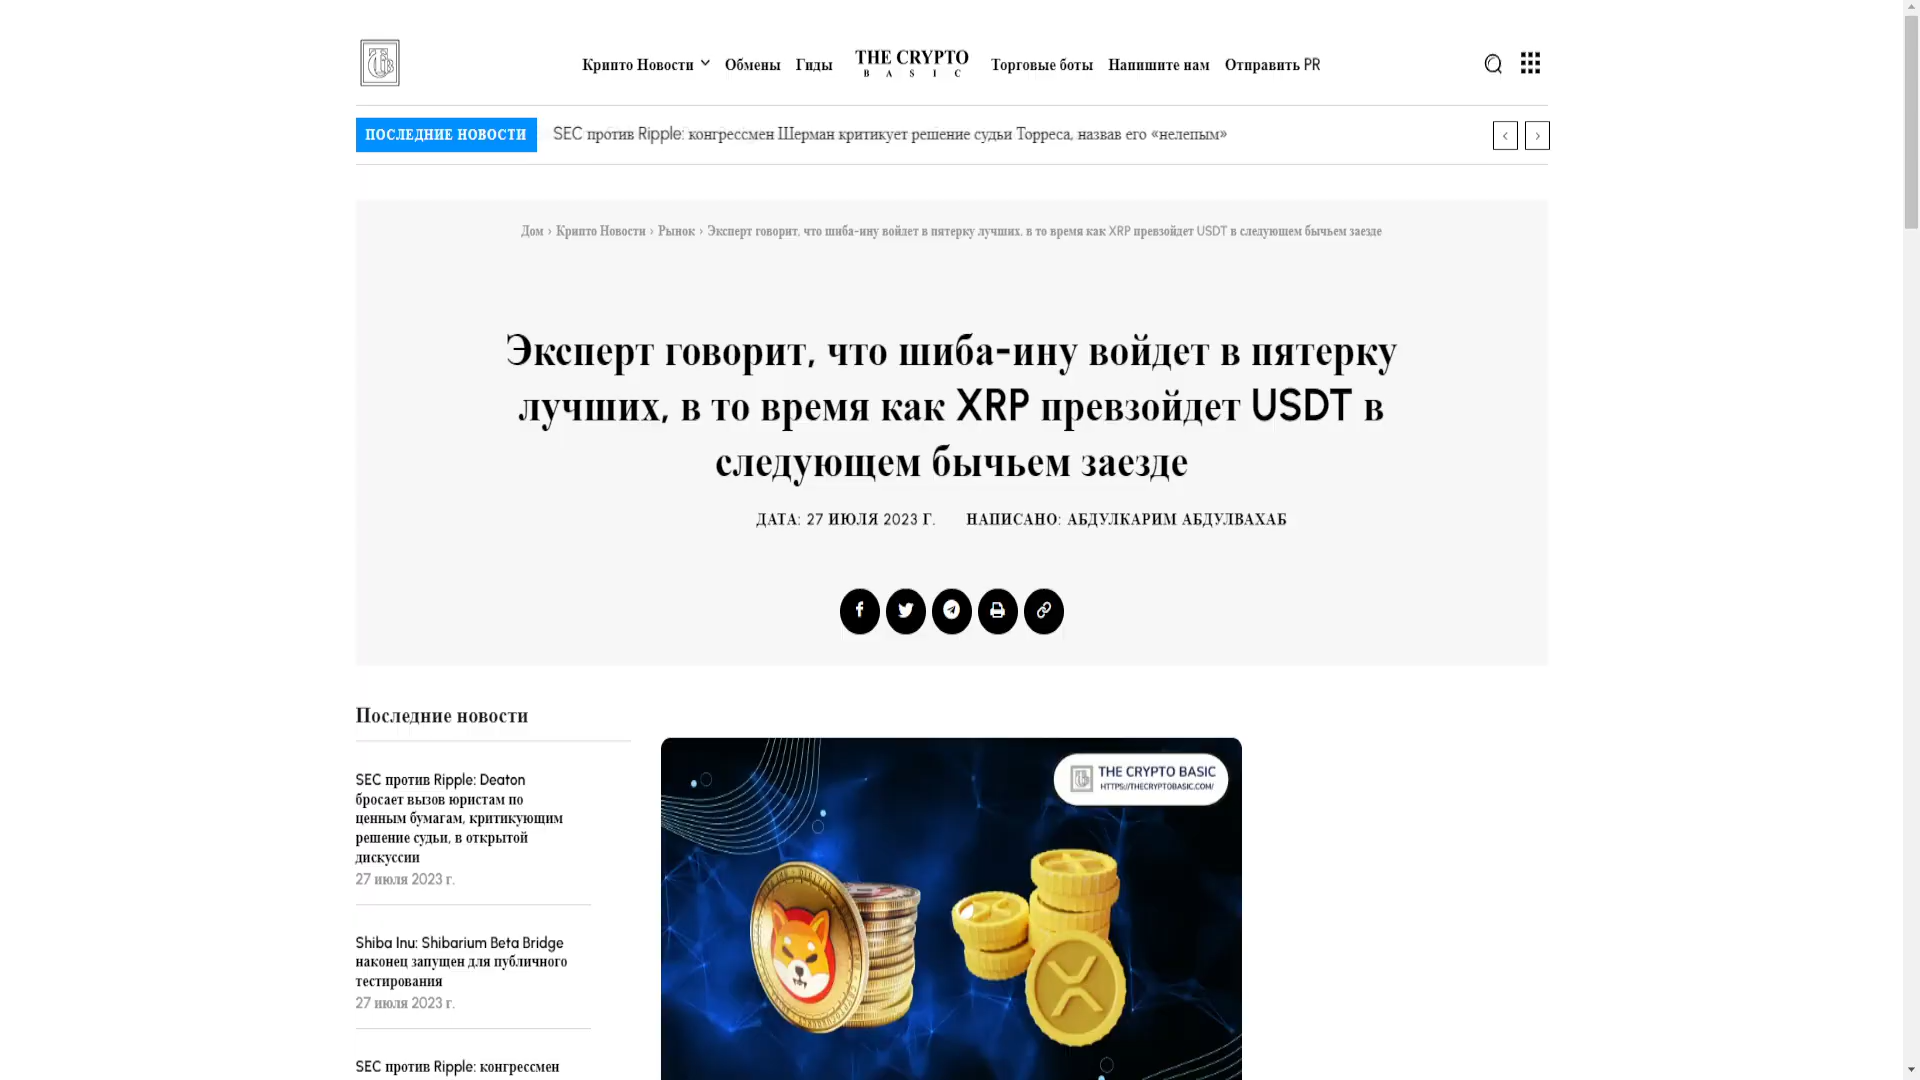 Крипто Новости Обмены Гиды THE CRYPTO BASIC Торговые боты Напишите нам Отправить PR
ПОСЛЕДНИЕ НОВОСТИ SEC против Ripple: конгрессмен Шерман критикует решение судьи Торреса, назвав его «нелепым»
Дом › Крипто Новости › Рынок › Эксперт говорит, что шиба-ину войдет в пятерку лучших, в то время как XRP превзойдет USDT в следующем бычьем заезде
Эксперт говорит, что шиба-ину войдет в пятерку
лучших, в то время как XRP превзойдет USDT в
следующем бычьем заезде
ДАТА: 27 ИЮЛЯ 2023 Г. НАПИСАНО: АБДУЛКАРИМ АБДУЛВАХАБ
Последние новости
SEC против Ripple: Deaton
бросает вызов юристам по
ценным бумагам, критикующим
решение судьи, в открытой
дискуссии
27 июля 2023 г.
Shiba Inu: Shibarium Beta Bridge
наконец запущен для публичного
тестирования
27 июля 2023 г.
SEC против Ripple: конгрессмен
THE CRYPTO BASIC
HTTPS://THECRYPTOBASIC.COM/